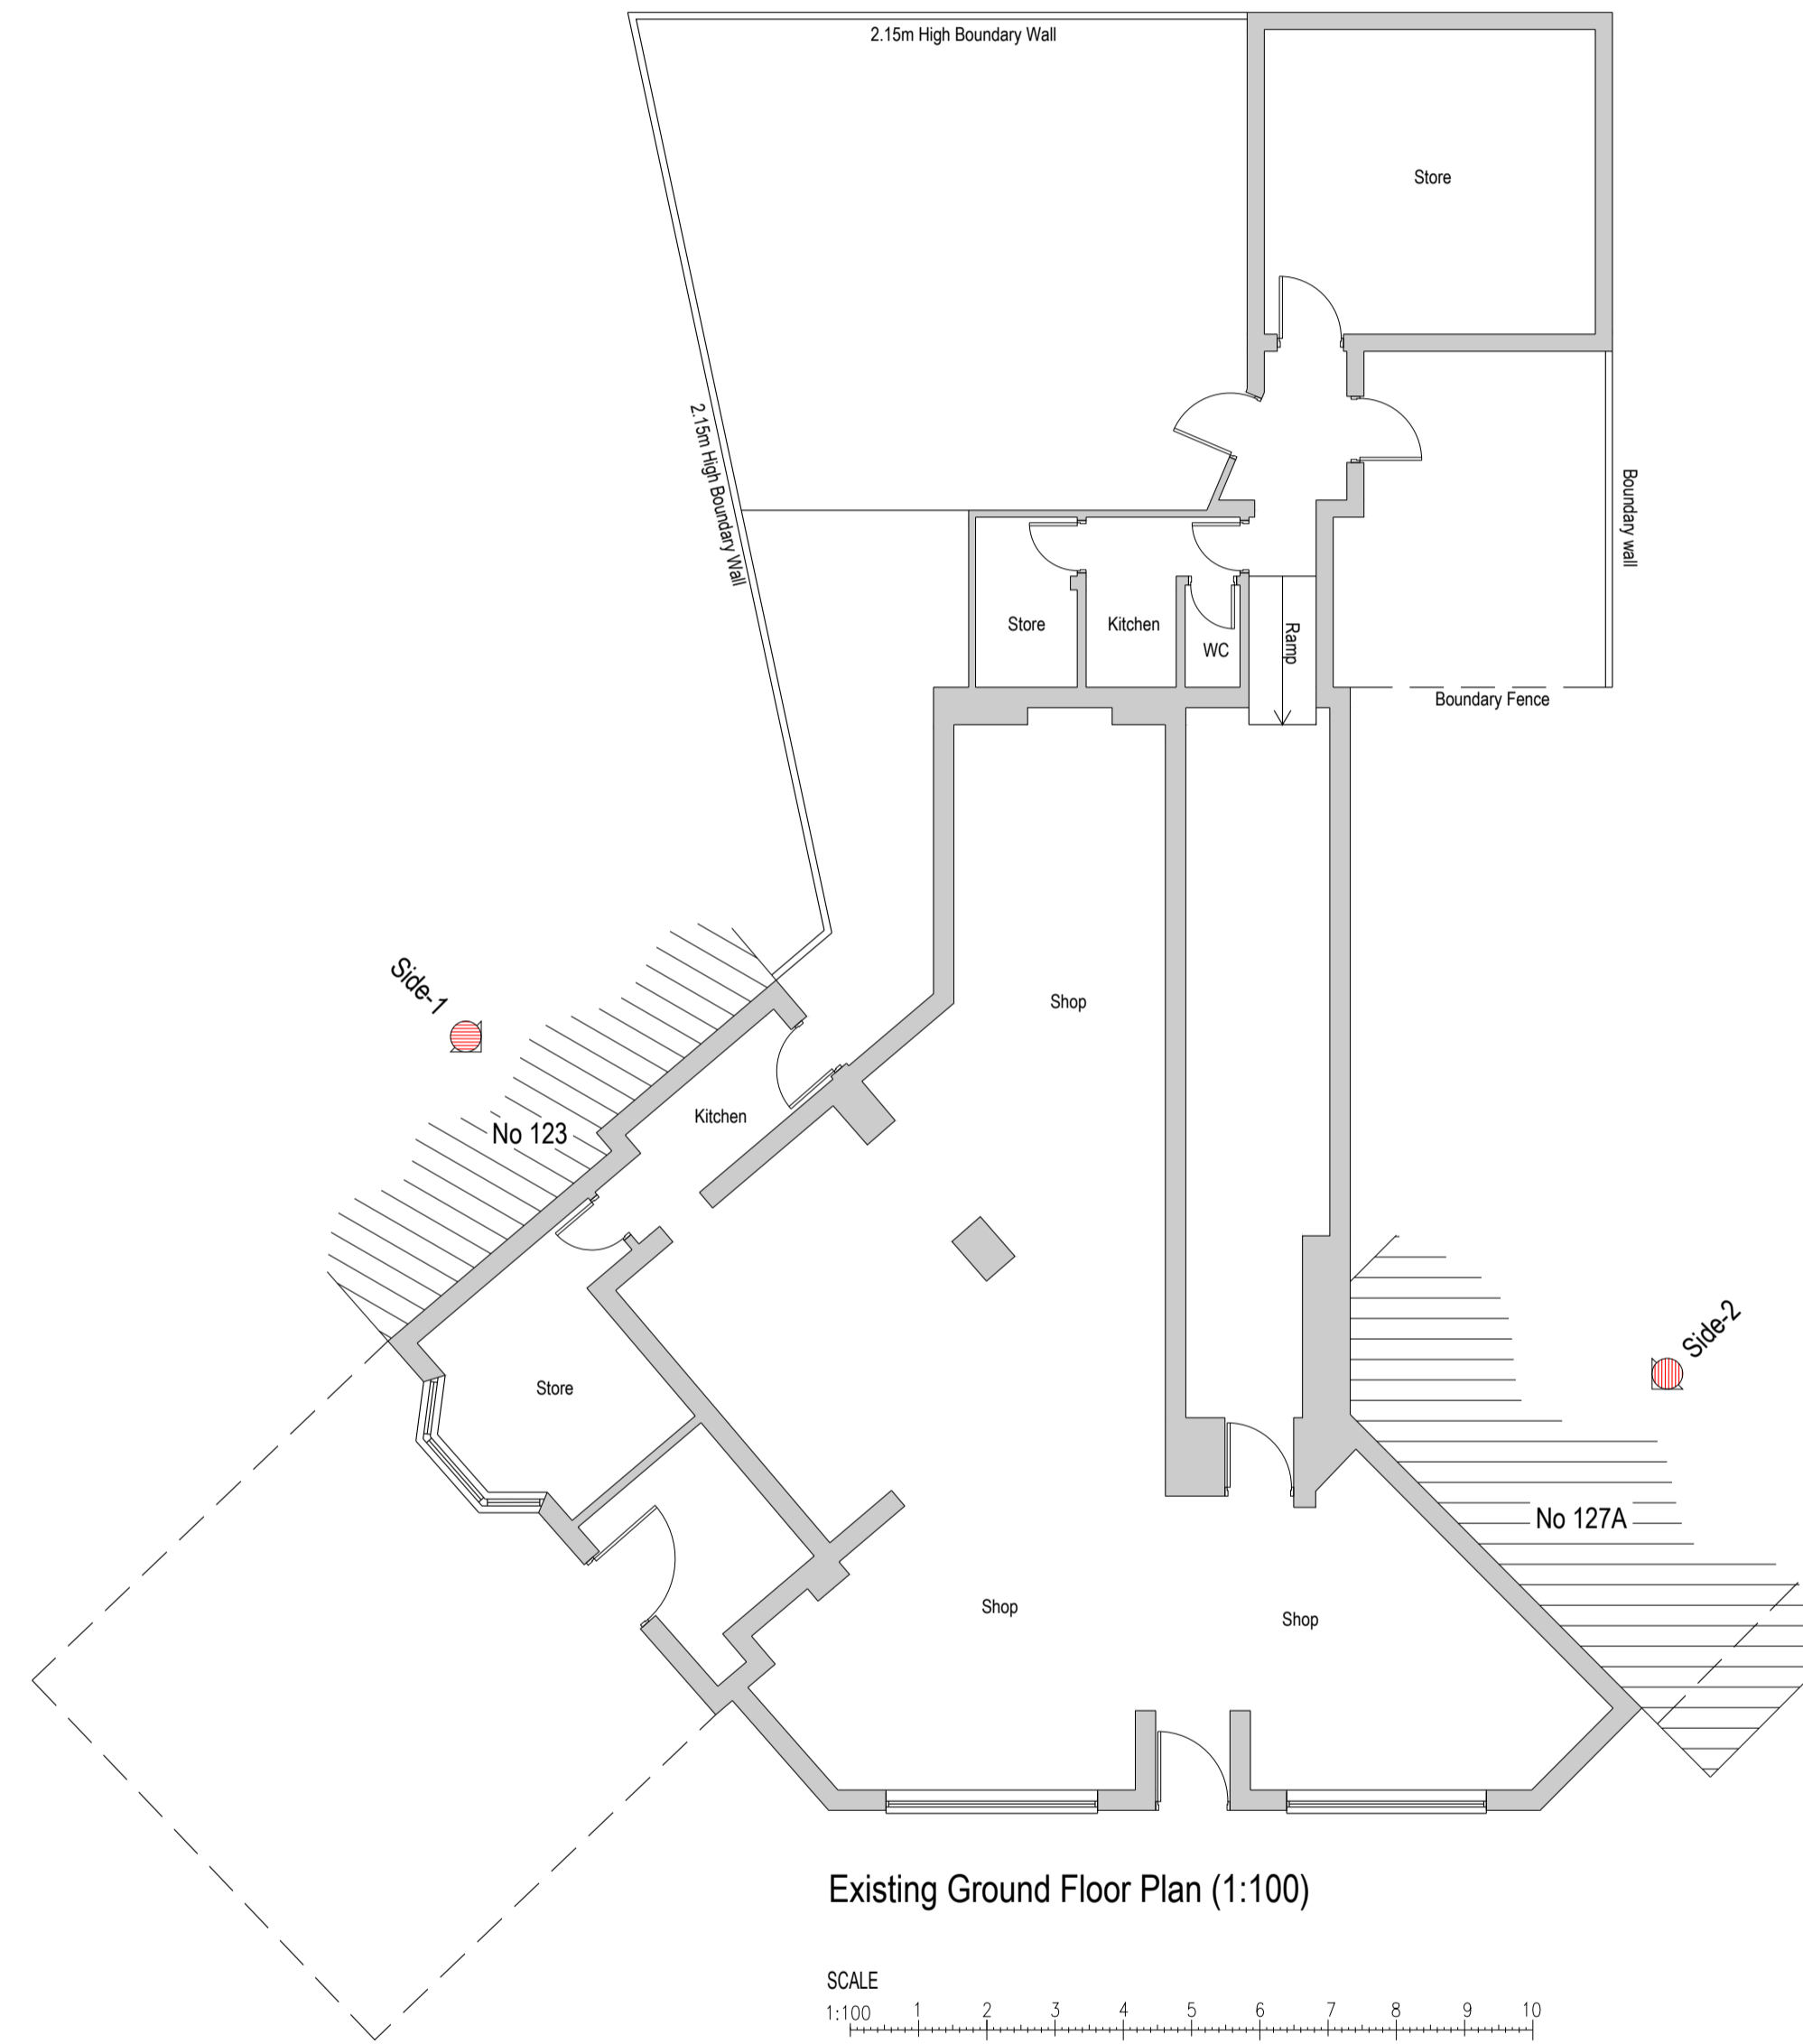 2.15m High Boundary Wall
Store
2.15m High Boundary Wall
Boundary wall
Store
Kitchen
WC
Ramp
Boundary Fence
Side-1
Shop
Kitchen
No 123
Side-2
Store
No 127A
Shop
Shop
Existing Ground Floor Plan (1:100)
SCALE
1:100 1 2 3 4 5 6 7 8 9 10